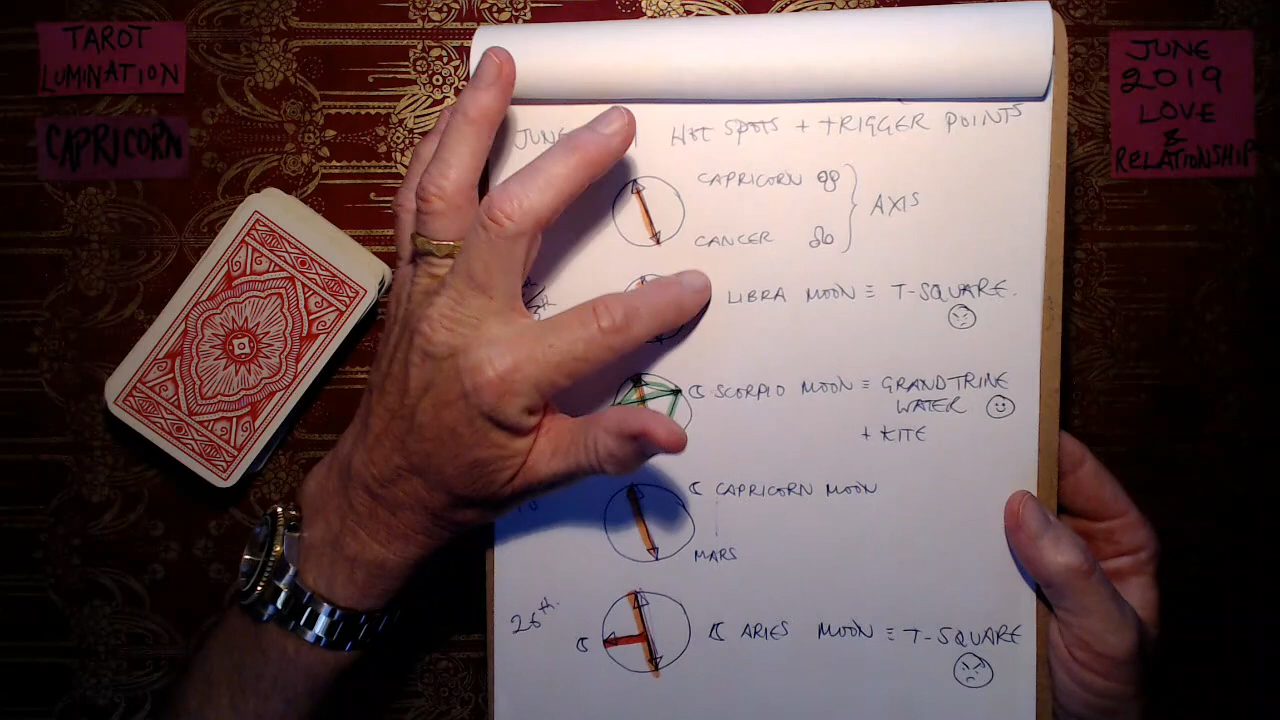 TAROT
LUMINATION
CAPRICORN
JUNE
2019
LOVE
&
RELATIONSHIP
JUNE HOT SPOTS + TRIGGER POINTS
CAPRICORN
AXIS
CANCER
LIBRA MOON ≡ T-SQUARE.
SCORPIO MOON ≡ GRAND TRINE
WATER
+ KITE
CAPRICORN MOON
MARS
26th.
ARIES MOON ≡ T-SQUARE